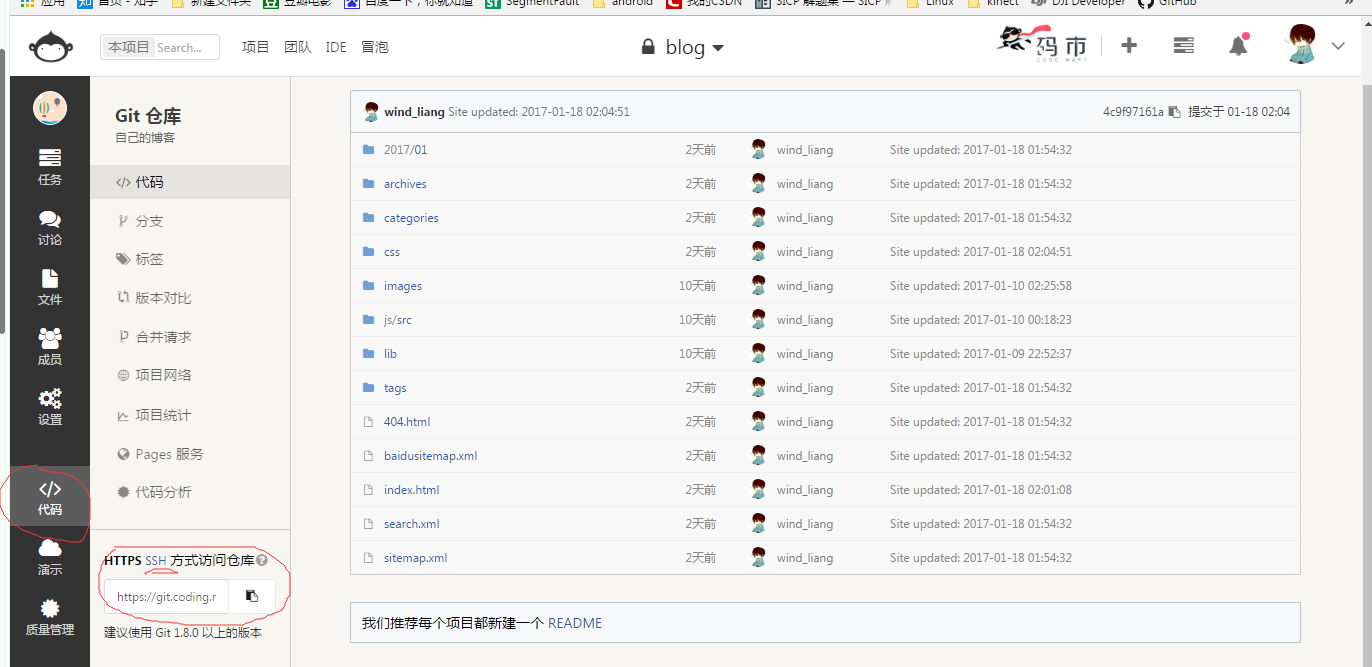 应用 知 首页 - 知乎 新建文件夹 豆瓣电影 百度一下，你就知道 SegmentFault android 我的CSDN SICP 解题集 — SICP Linux kinect DJI Developer GitHub
本项目 Search... 项目 团队 IDE 冒泡 blog 码市
CODE MART
Git 仓库
自己的博客
代码
分支
标签
版本对比
合并请求
项目网络
项目统计
Pages 服务
代码分析
HTTPS SSH 方式访问仓库
https://git.coding.r
建议使用 Git 1.8.0 以上的版本
任务
讨论
文件
成员
设置
代码
演示
质量管理
wind_liang Site updated: 2017-01-18 02:04:51 4c9f97161a 提交于 01-18 02:04
2017/01 2天前 wind_liang Site updated: 2017-01-18 01:54:32
archives 2天前 wind_liang Site updated: 2017-01-18 01:54:32
categories 2天前 wind_liang Site updated: 2017-01-18 01:54:32
css 2天前 wind_liang Site updated: 2017-01-18 02:04:51
images 10天前 wind_liang Site updated: 2017-01-10 02:25:58
js/src 10天前 wind_liang Site updated: 2017-01-10 00:18:23
lib 10天前 wind_liang Site updated: 2017-01-09 22:52:37
tags 2天前 wind_liang Site updated: 2017-01-18 01:54:32
404.html 2天前 wind_liang Site updated: 2017-01-18 01:54:32
baidusitemap.xml 2天前 wind_liang Site updated: 2017-01-18 01:54:32
index.html 2天前 wind_liang Site updated: 2017-01-18 02:01:08
search.xml 2天前 wind_liang Site updated: 2017-01-18 01:54:32
sitemap.xml 2天前 wind_liang Site updated: 2017-01-18 01:54:32
我们推荐每个项目都新建一个 README